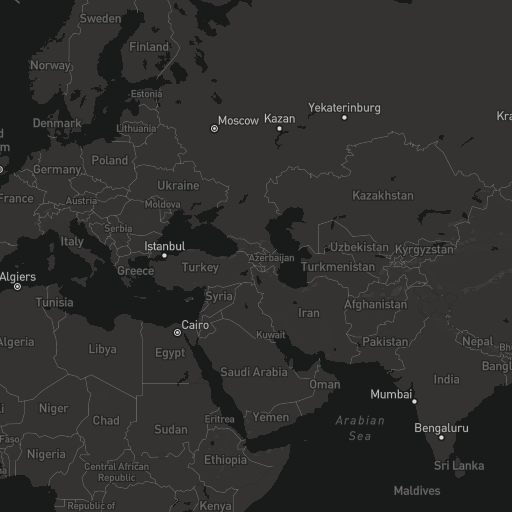 Sweden
Finland
Norway
Estonia
Yekaterinburg
Moscow
Kazan
Denmark
Lithuania
Poland
Germany
Ukraine
France
Austria
Moldova
Kazakhstan
Serbia
Italy
Istanbul
Uzbekistan
Kyrgyzstan
Azerbaijan
Greece
Turkey
Turkmenistan
Algiers
Tunisia
Syria
Iran
Afghanistan
Cairo
Kuwait
Algeria
Libya
Egypt
Pakistan
Nepal
Saudi Arabia
Oman
India
Mumbai
Niger
Chad
Sudan
Eritrea
Yemen
Arabian
Sea
Bengaluru
Faso
Nigeria
Central African
Republic
Ethiopia
Sri Lanka
Maldives
Republic of
Kenya